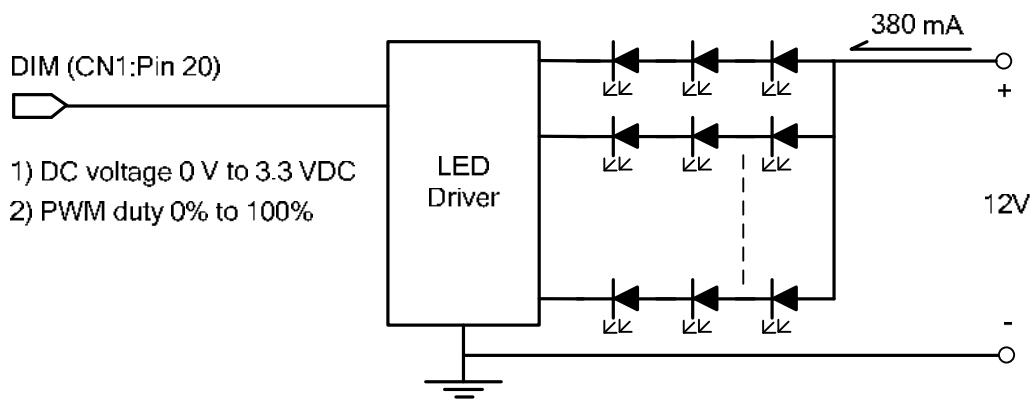 380 mA
DIM (CN1:Pin 20)
+
1) DC voltage 0 V to 3.3 VDC
2) PWM duty 0% to 100%
LED
Driver
12V
-